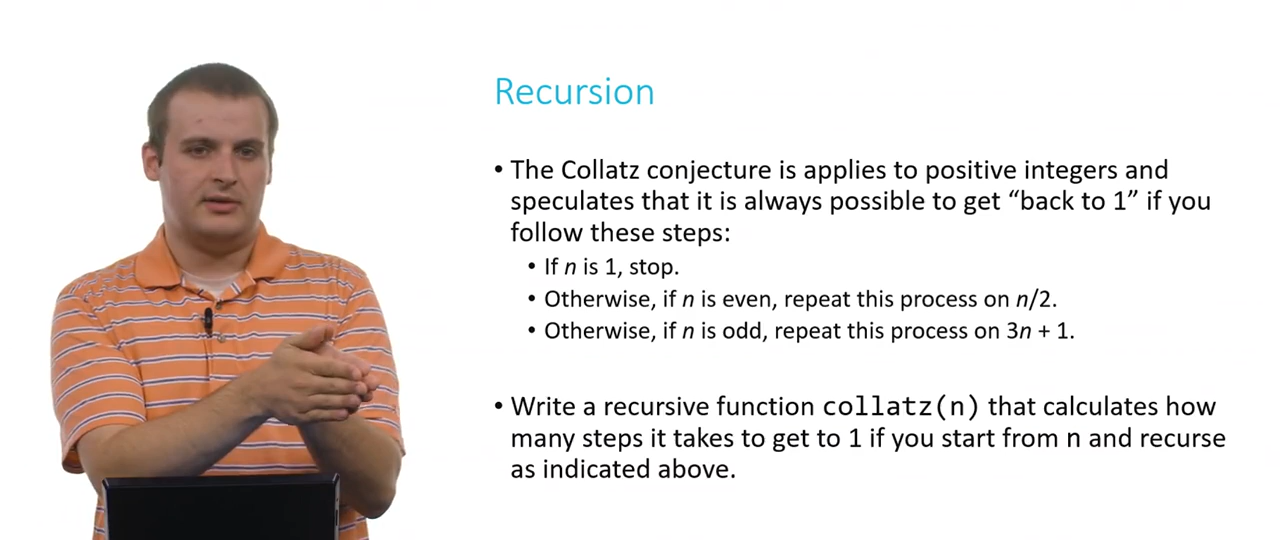 Recursion
• The Collatz conjecture is applies to positive integers and
speculates that it is always possible to get “back to 1” if you
follow these steps:
• If n is 1, stop.
• Otherwise, if n is even, repeat this process on n/2.
• Otherwise, if n is odd, repeat this process on 3n + 1.
• Write a recursive function collatz(n) that calculates how
many steps it takes to get to 1 if you start from n and recurse
as indicated above.